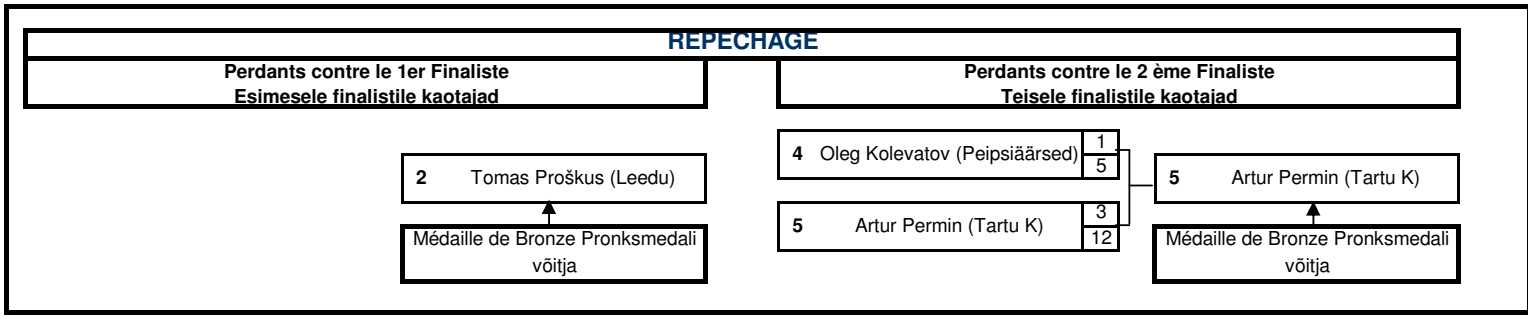 REPECHAGE
Perdants contre le 1er Finaliste
Esimesele finalistile kaotajad
Perdants contre le 2 ème Finaliste
Teisele finalistile kaotajad
2 Tomas Proškus (Leedu)
Médaille de Bronze Pronksmedali
võitja
4 Oleg Kolevatov (Peipsiäärsed) 1
5
5 Artur Permin (Tartu K) 3
12
5 Artur Permin (Tartu K)
Médaille de Bronze Pronksmedali
võitja